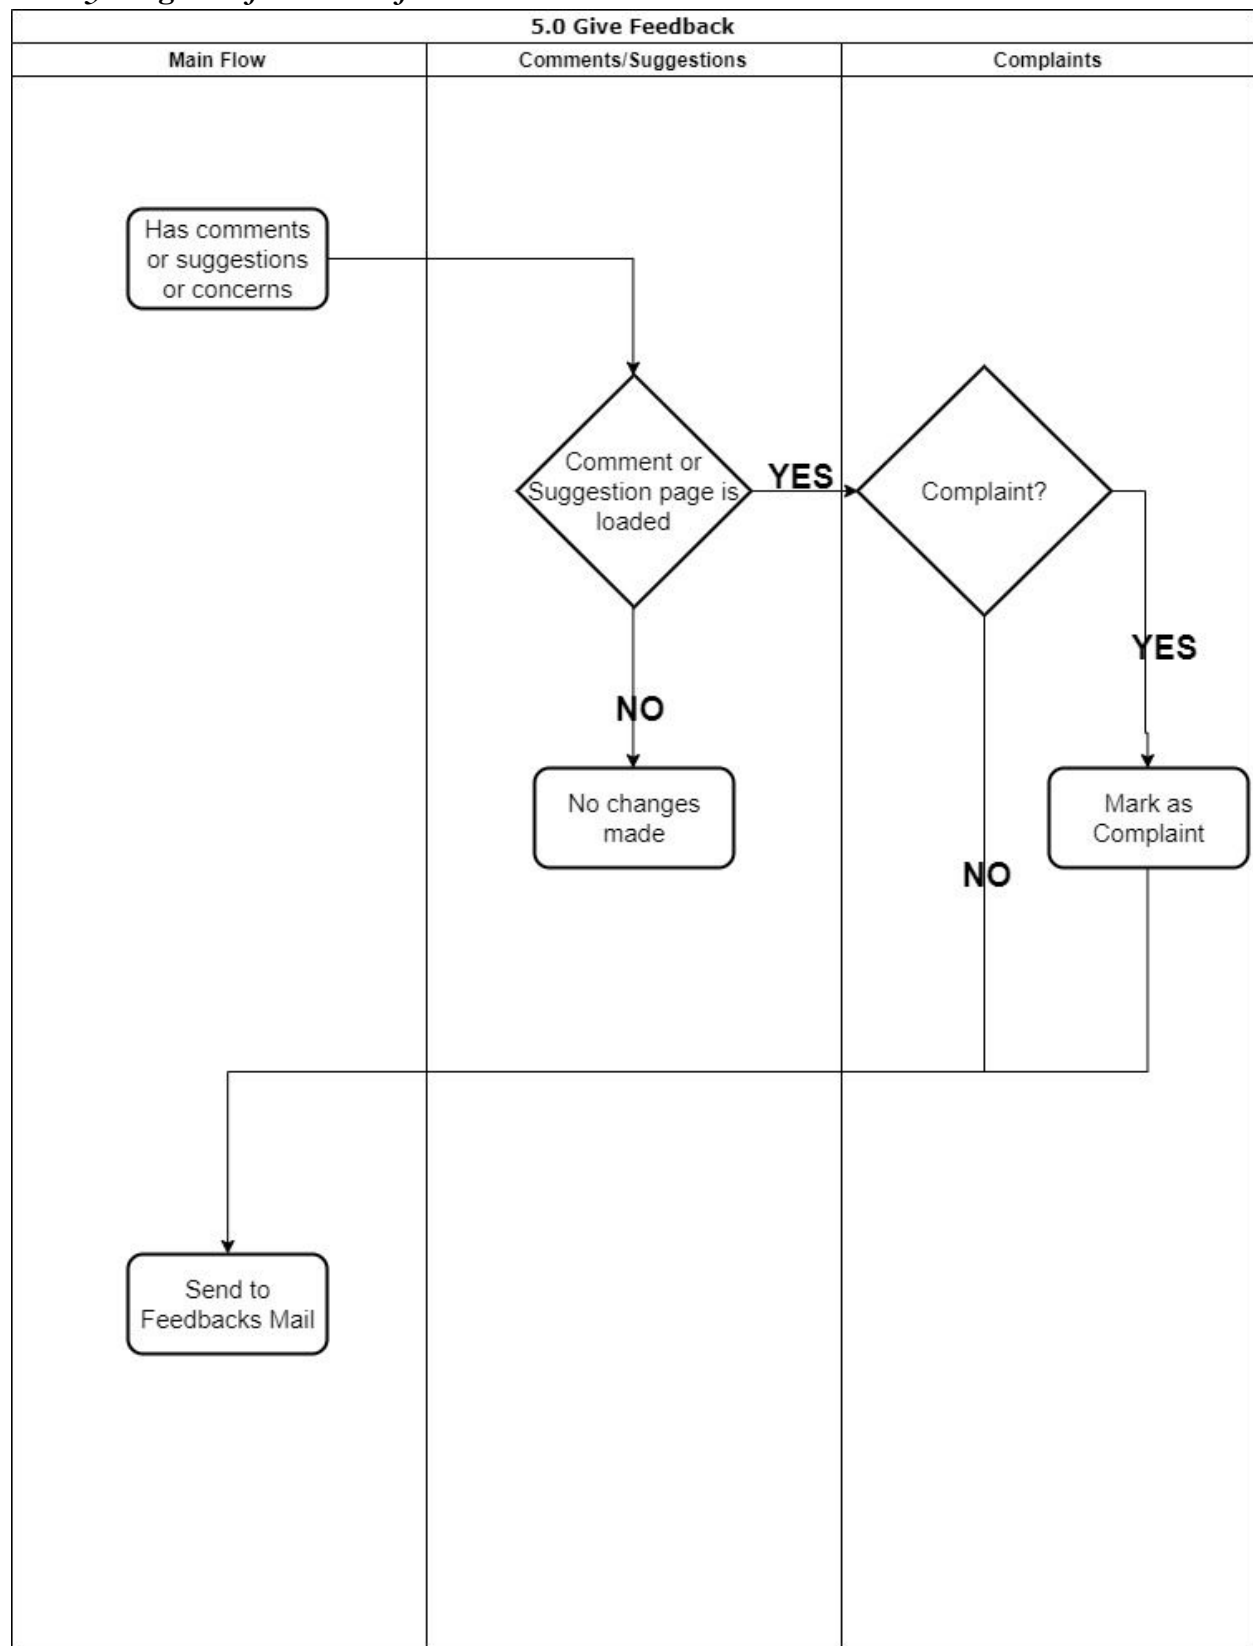 5.0 Give Feedback
Main Flow
Comments/Suggestions
Complaints
Has comments
or suggestions
or concerns
Comment or
Suggestion page is
loaded
YES
Complaint?
YES
NO
No changes
made
Mark as
Complaint
NO
Send to
Feedbacks Mail